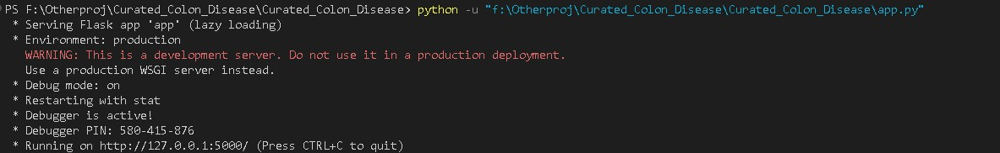 PS F:\Otherproj\Curated_Colon_Disease\Curated_Colon_Disease> python -u "f:\Otherproj\Curated_Colon_Disease\Curated_Colon_Disease\app.py"
* Serving Flask app 'app' (lazy loading)
* Environment: production
WARNING: This is a development server. Do not use it in a production deployment.
Use a production WSGI server instead.
* Debug mode: on
* Restarting with stat
* Debugger is active!
* Debugger PIN: 580-415-876
* Running on http://127.0.0.1:5000/ (Press CTRL+C to quit)